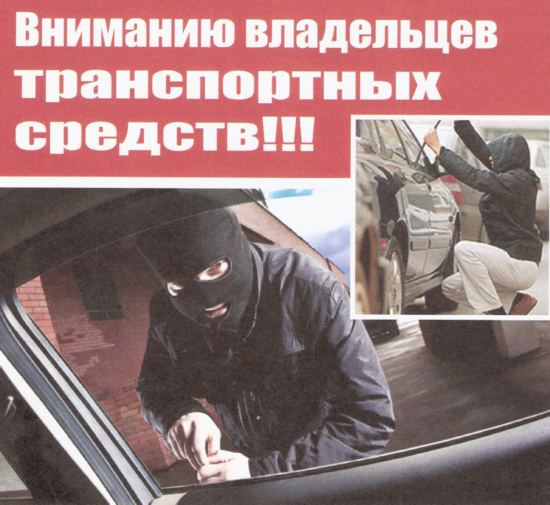 Вниманию владельцев
транспортных
средств!!!